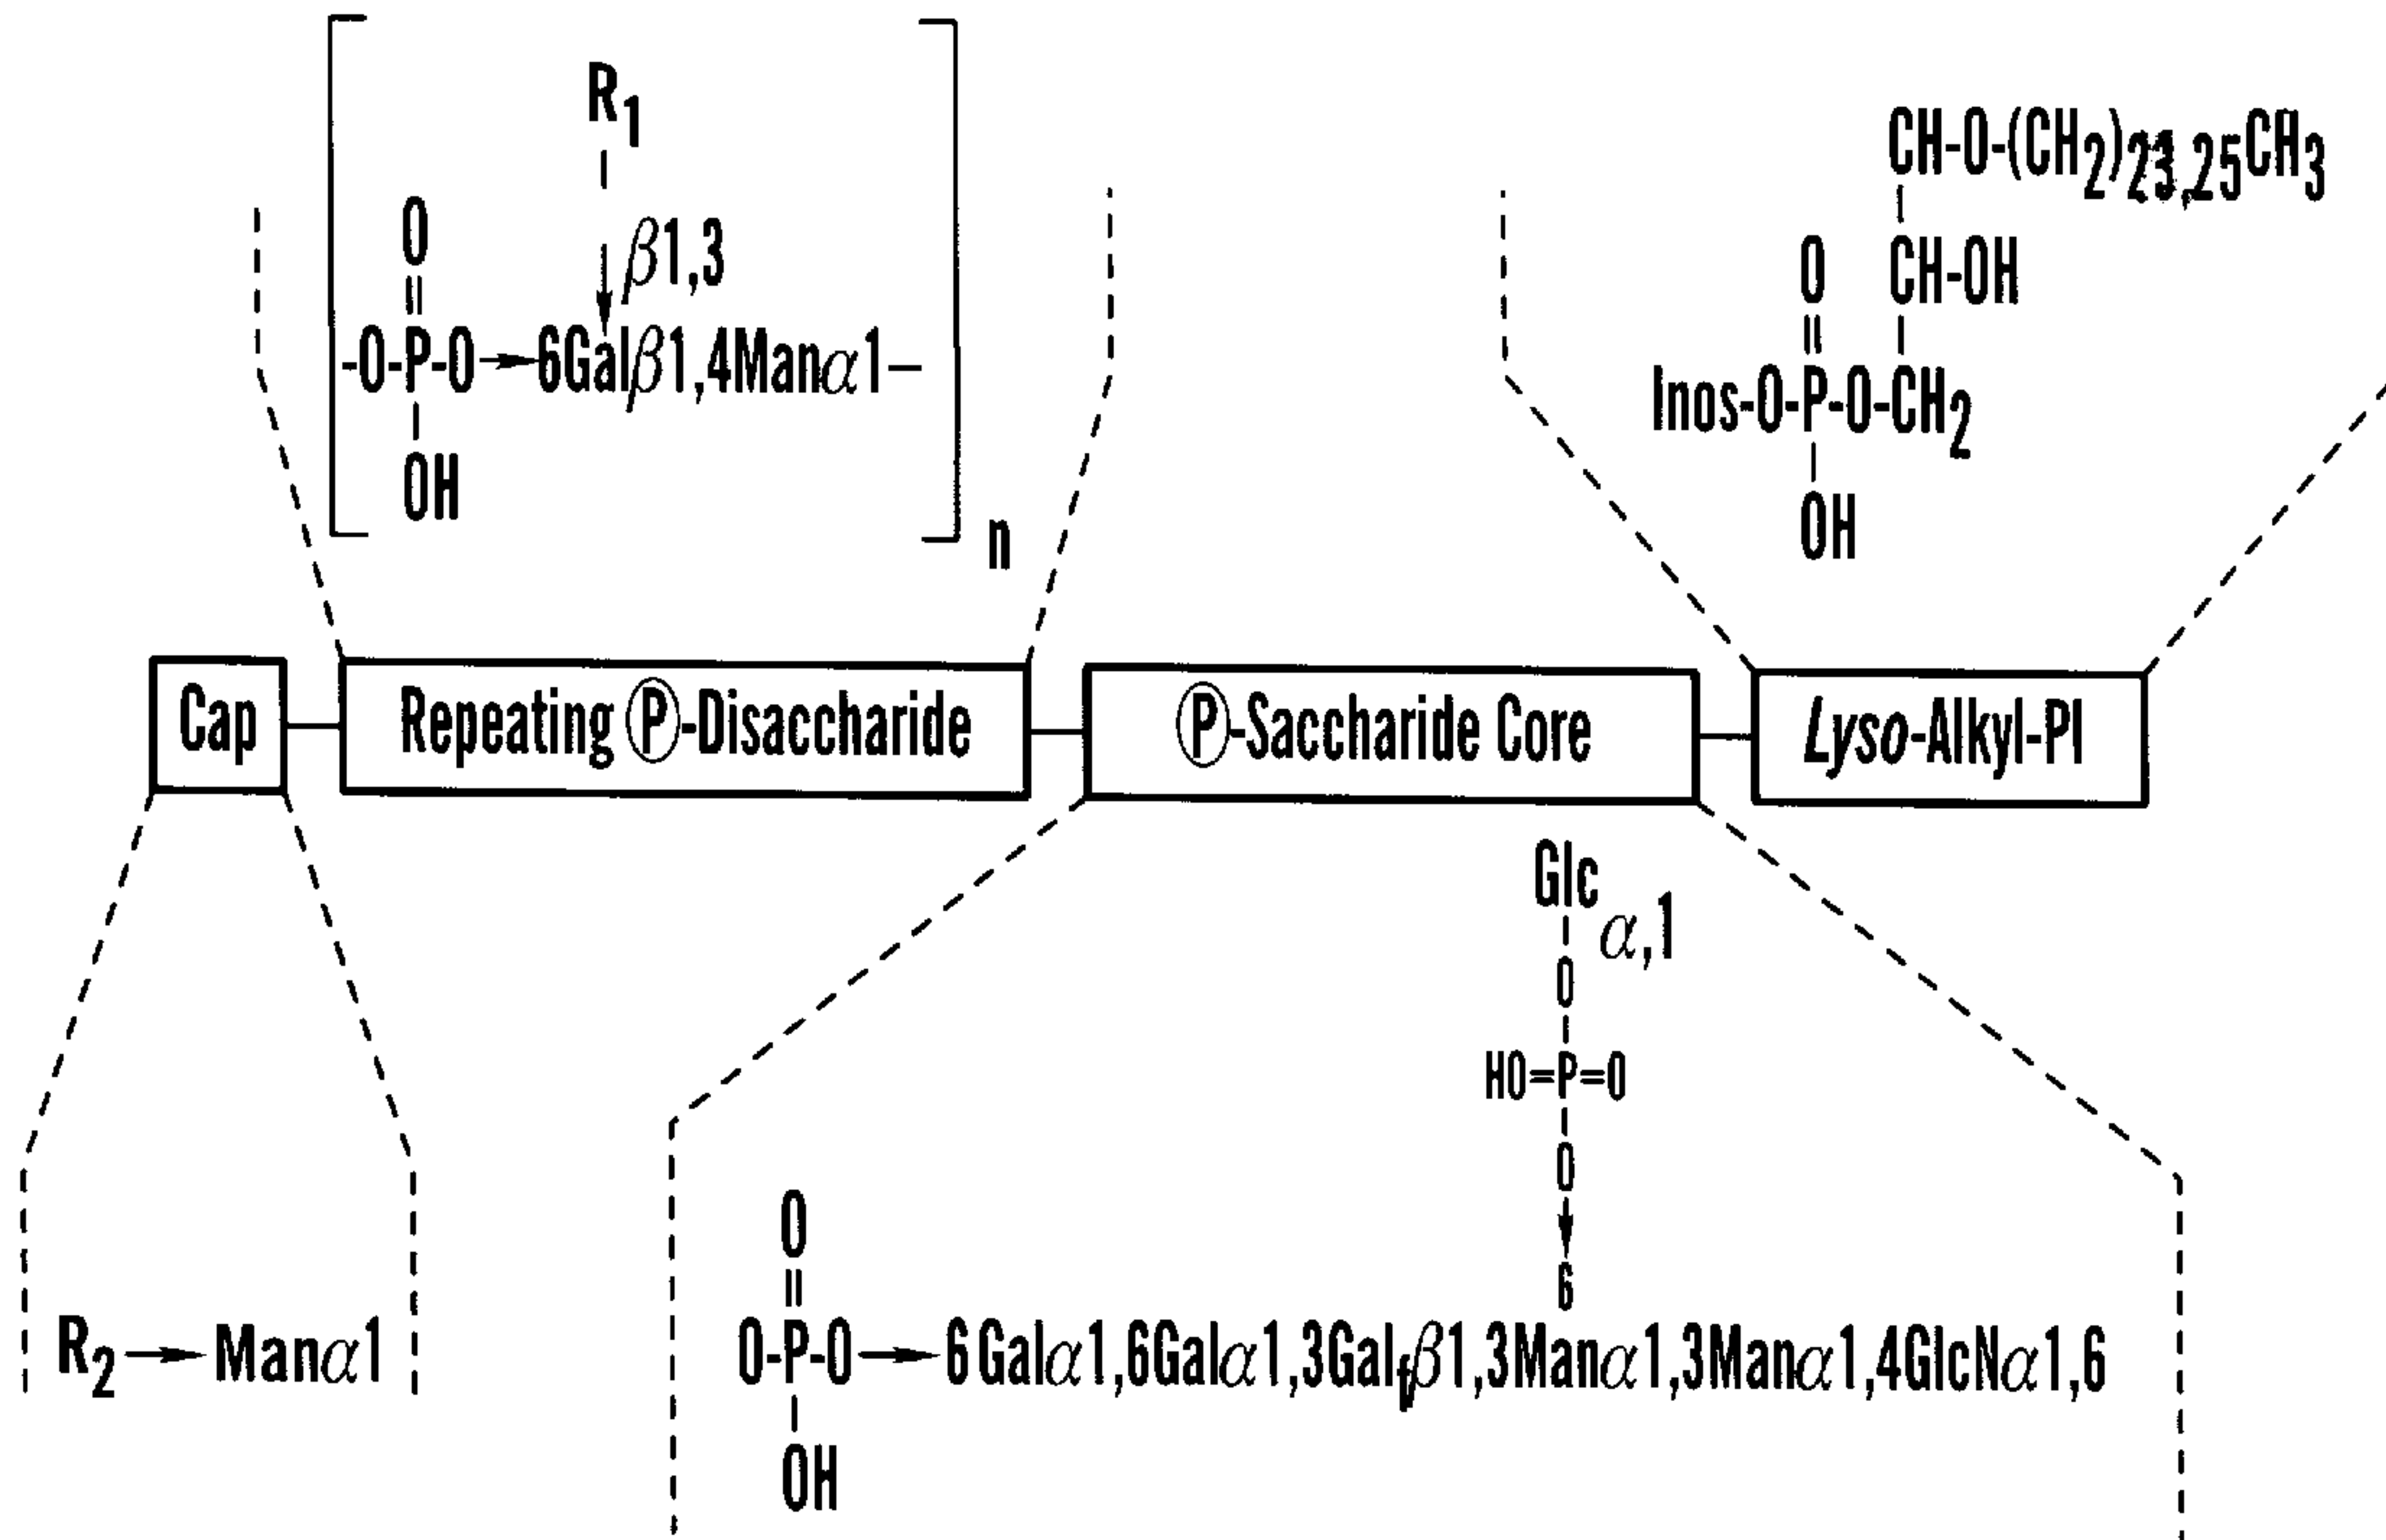 R1
CH-O-(CH2)23,25CH3
O
β1,3
O
CH-OH
-O-P-O→6Galβ1,4Manα1–
Inos-O-P-O-CH2
OH
OH
n
Cap
Repeating P-Disaccharide
P-Saccharide Core
Lyso-Alkyl-PI
Glc
α,1
O
HO=P=O
O
O
6
R2→Manα1
O-P-O→6Galα1,6Galα1,3Galfβ1,3Manα1,3Manα1,4GlcNα1,6
OH